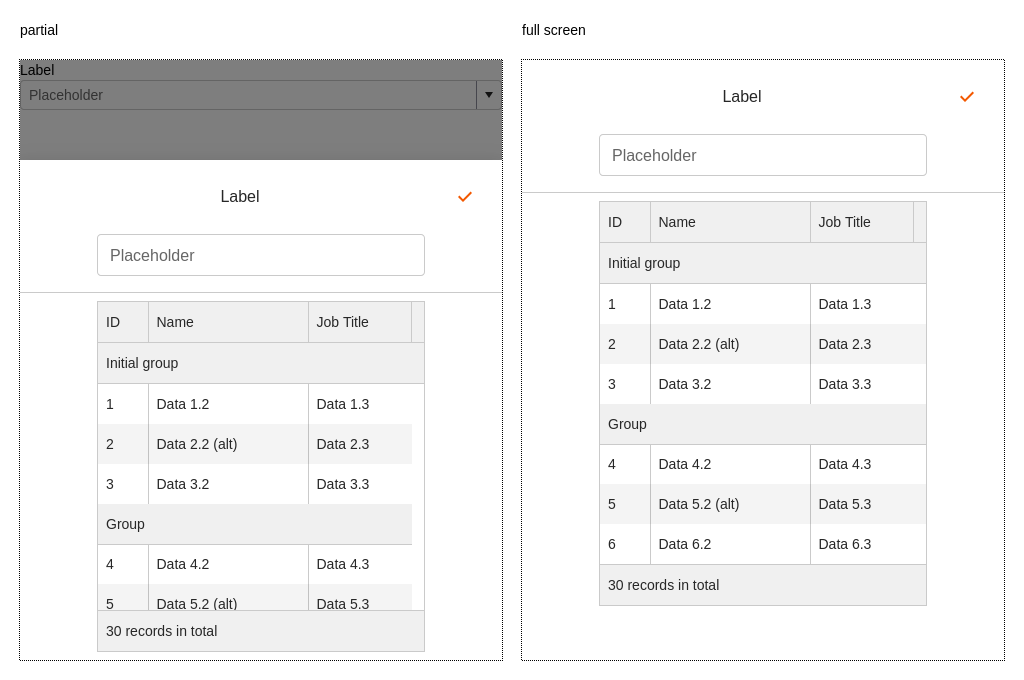 partial
Label
Placeholder
Label
Placeholder
ID Name Job Title
Initial group
1 Data 1.2 Data 1.3
2 Data 2.2 (alt) Data 2.3
3 Data 3.2 Data 3.3
Group
4 Data 4.2 Data 4.3
5 Data 5.2 (alt) Data 5.3
30 records in total
full screen
Label
Placeholder
ID Name Job Title
Initial group
1 Data 1.2 Data 1.3
2 Data 2.2 (alt) Data 2.3
3 Data 3.2 Data 3.3
Group
4 Data 4.2 Data 4.3
5 Data 5.2 (alt) Data 5.3
6 Data 6.2 Data 6.3
30 records in total